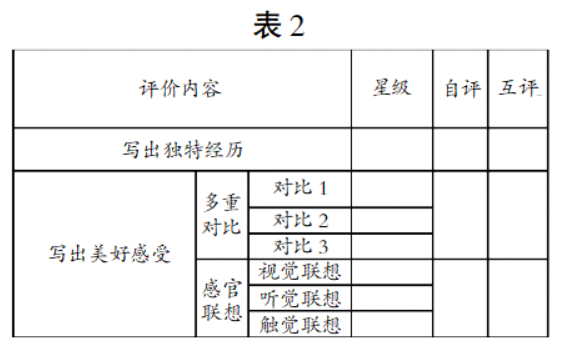 表 2
评价内容 星级 自评 互评
写出独特经历
写出美好感受 多重对比 对比 1
对比 2
对比 3
感官联想 视觉联想
听觉联想
触觉联想